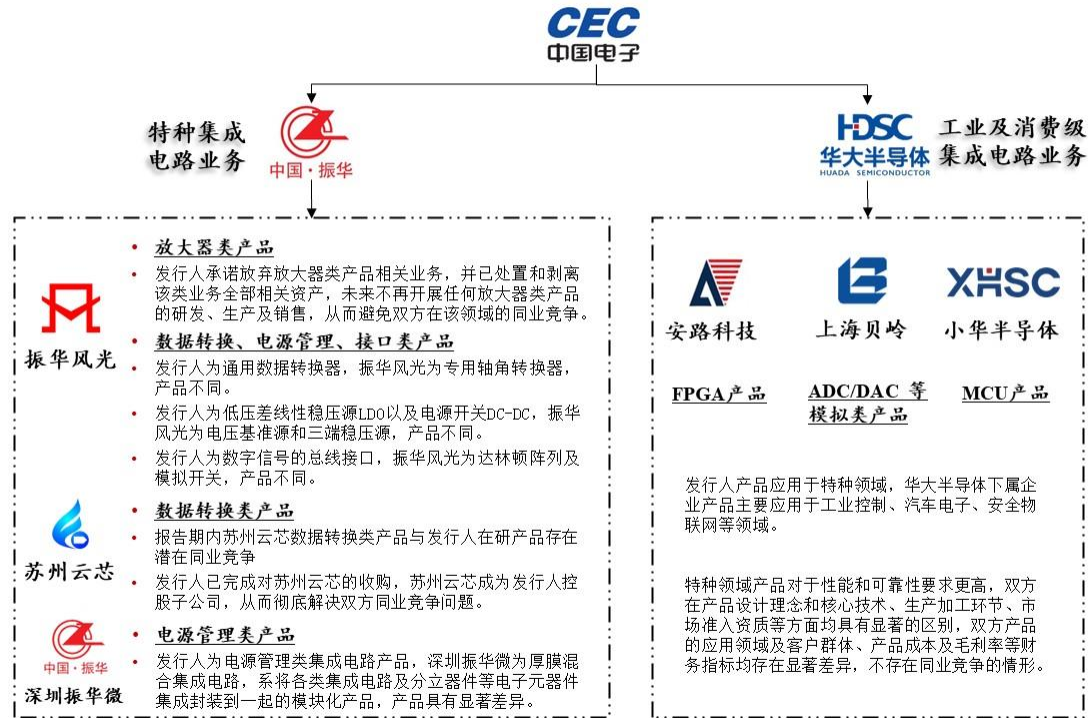 CEC
中国电子
特种集成
电路业务
中国·振华
HDSC
华大半导体
HUADA SEMICONDUCTOR
工业及消费级
集成电路业务
振华风光
• 放大器类产品
• 发行人承诺放弃放大器类产品相关业务，并已处置和剥离
该类业务全部相关资产，未来不再开展任何放大器类产品
的研发、生产及销售，从而避免双方在该领域的同业竞争。
• 数据转换、电源管理、接口类产品
• 发行人为通用数据转换器，振华风光为专用轴角转换器，
产品不同。
• 发行人为低压差线性稳压源LDO以及电源开关DC-DC，振华
风光为电压基准源和三端稳压源，产品不同。
• 发行人为数字信号的总线接口，振华风光为达林顿阵列及
模拟开关，产品不同。
苏州云芯
• 数据转换类产品
• 报告期内苏州云芯数据转换类产品与发行人在研产品存在
潜在同业竞争
• 发行人已完成对苏州云芯的收购，苏州云芯成为发行人控
股子公司，从而彻底解决双方同业竞争问题。
中国·振华
深圳振华微
• 电源管理类产品
• 发行人为电源管理类集成电路产品，深圳振华微为厚膜混
合集成电路，系将各类集成电路及分立器件等电子元器件
集成封装到一起的模块化产品，产品具有显著差异。
安路科技
上海贝岭
XHSC
小华半导体
FPGA产品
ADC/DAC 等
模拟类产品
MCU产品
发行人产品应用于特种领域，华大半导体下属企
业产品主要应用于工业控制、汽车电子、安全物
联网等领域。
特种领域产品对于性能和可靠性要求更高，双方
在产品设计理念和核心技术、生产加工环节、市
场准入资质等方面均具有显著的区别，双方产品
的应用领域及客户群体、产品成本及毛利率等财
务指标均存在显著差异，不存在同业竞争的情形。